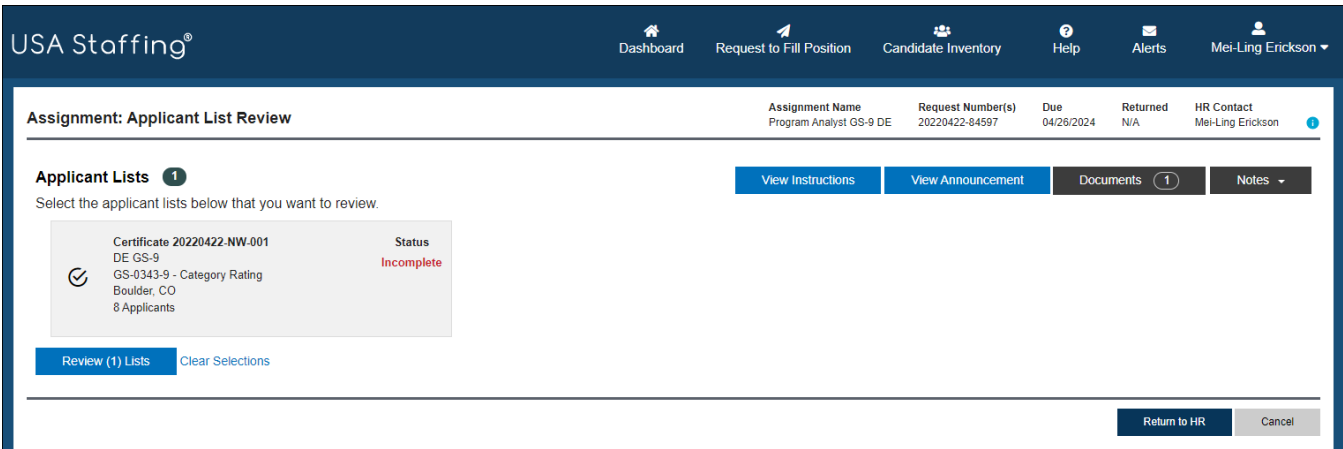 USA Staffing®
Dashboard
Request to Fill Position
Candidate Inventory
Help
Alerts
Mei-Ling Erickson
Assignment: Applicant List Review
Assignment Name
Program Analyst GS-9 DE
Request Number(s)
20220422-84597
Due
04/26/2024
Returned
N/A
HR Contact
Mei-Ling Erickson
Applicant Lists 1
View Instructions
View Announcement
Documents 1
Notes
Select the applicant lists below that you want to review.
Certificate 20220422-NW-001
DE GS-9
GS-0343-9 - Category Rating
Boulder, CO
8 Applicants
Status
Incomplete
Review (1) Lists
Clear Selections
Return to HR
Cancel